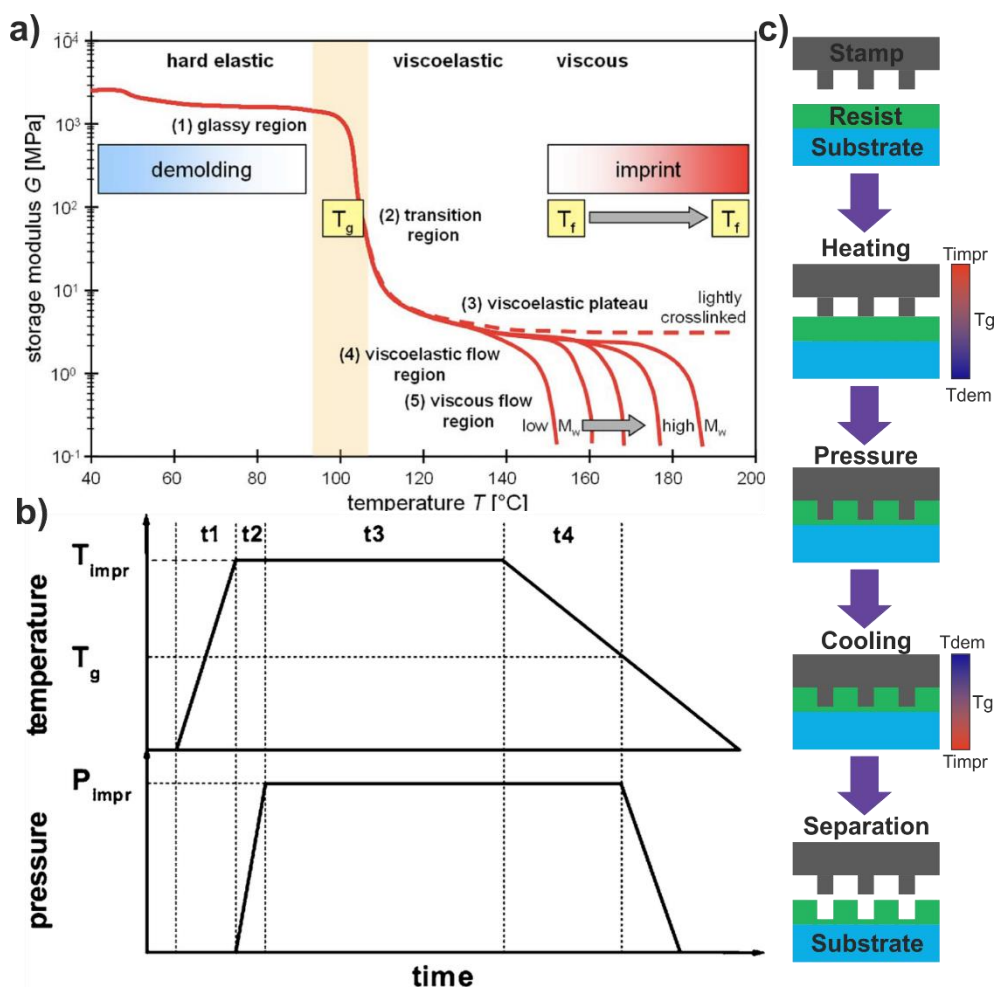 a)
10⁴
10³
10²
10¹
10⁰
10⁻¹
storage modulus G [MPa]
hard elastic
viscoelastic
viscous
(1) glassy region
demolding
imprint
Tg
(2) transition
region
Tf
Tf
(3) viscoelastic plateau
lightly
crosslinked
(4) viscoelastic flow
region
(5) viscous flow
region
low Mw
high Mw
40 60 80 100 120 140 160 180 200
temperature T [°C]
b)
t1 t2 t3 t4
Timpr
Tg
temperature
Pimpr
pressure
time
c)
Stamp
Resist
Substrate
Heating
Timpr
Tg
Tdem
Pressure
Cooling
Tdem
Tg
Timpr
Separation
Substrate